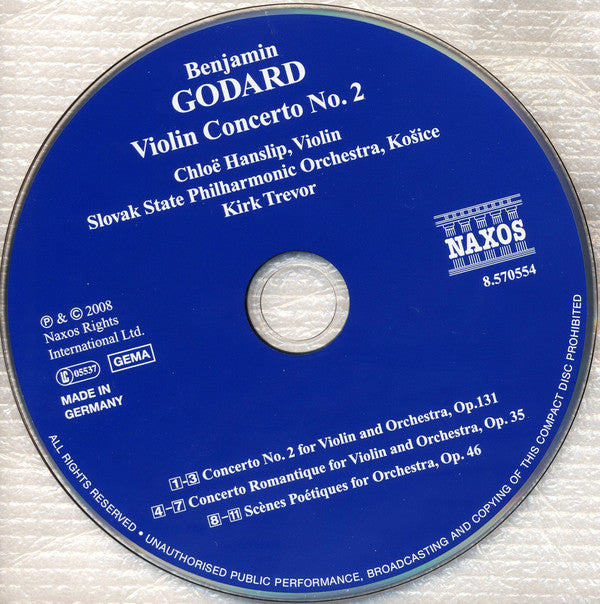 Benjamin
GODARD
Violin Concerto No. 2
Chloë Hanslip, Violin
Slovak State Philharmonic Orchestra, Košice
Kirk Trevor
NAXOS
8.570554
℗ & © 2008
Naxos Rights
International Ltd.
LC 05537 GEMA
MADE IN
GERMANY
1-3 Concerto No. 2 for Violin and Orchestra, Op.131
4-7 Concerto Romantique for Violin and Orchestra, Op. 35
8-11 Scènes Poétiques for Orchestra, Op. 46
ALL RIGHTS RESERVED • UNAUTHORISED PUBLIC PERFORMANCE, BROADCASTING AND COPYING OF THIS COMPACT DISC PROHIBITED